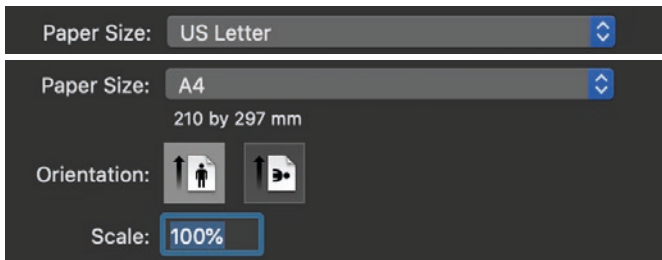 Paper Size: US Letter
Paper Size: A4
210 by 297 mm
Orientation:
Scale: 100%